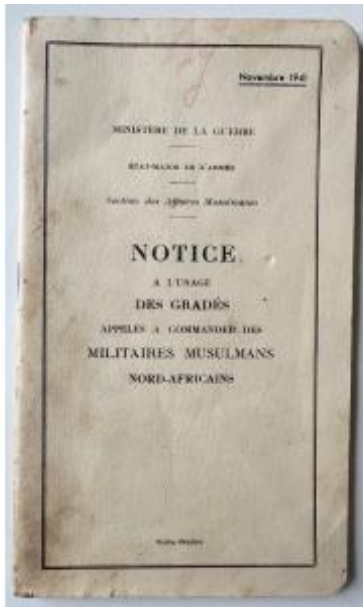 Novembre 1941
MINISTÈRE DE LA GUERRE
ÉTAT-MAJOR DE L'ARMÉE
Section des Affaires Musulmanes
NOTICE
A L'USAGE
DES GRADÉS
APPELÉS A COMMANDER DES
MILITAIRES MUSULMANS
NORD-AFRICAINS